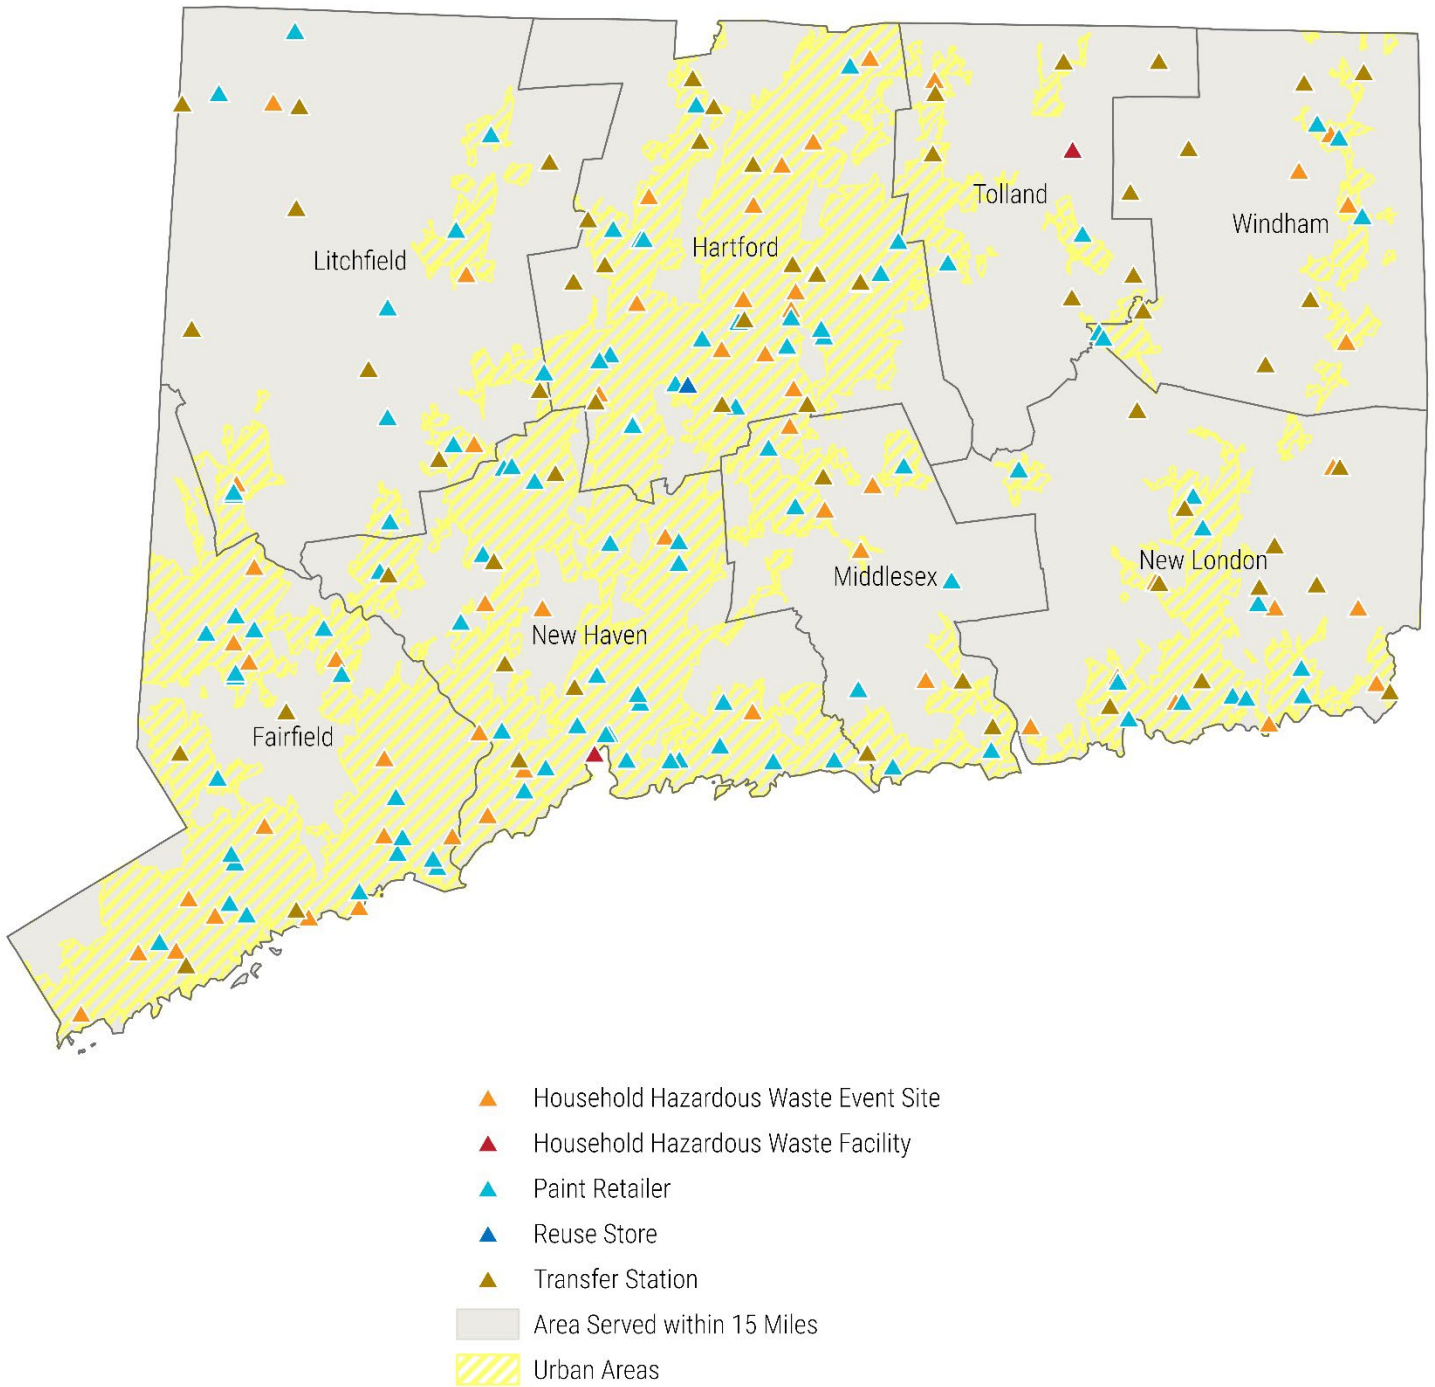 Tolland
Windham
Hartford
Litchfield
New London
Middlesex
New Haven
Fairfield
Household Hazardous Waste Event Site
Household Hazardous Waste Facility
Paint Retailer
Reuse Store
Transfer Station
Area Served within 15 Miles
Urban Areas